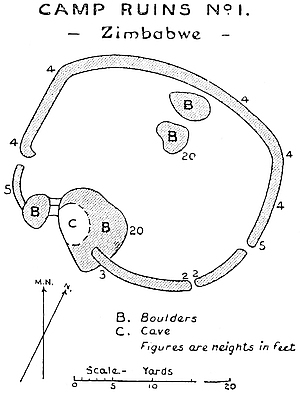 CAMP RUINS Nº1.
- Zimbabwe -
4
4
B
4
B
20
4
4
5
B
C
B
20
5
3
2 2
M.N. N.
B. Boulders
C. Cave
Figures are heights in feet
Scale - Yards
0 5 10 20